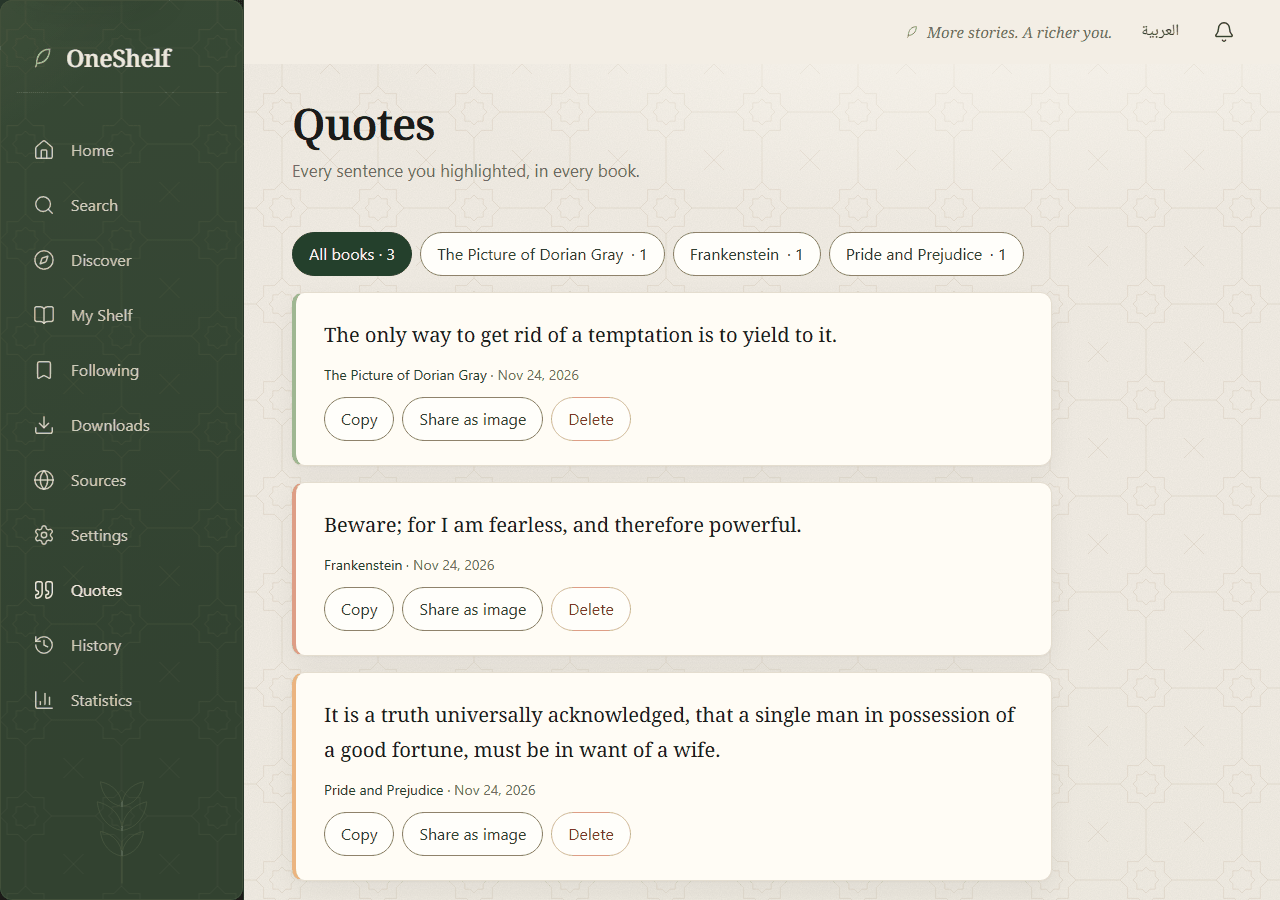 OneShelf
More stories. A richer you.
العربية
Home
Search
Discover
My Shelf
Following
Downloads
Sources
Settings
Quotes
History
Statistics
Quotes
Every sentence you highlighted, in every book.
All books · 3
The Picture of Dorian Gray · 1
Frankenstein · 1
Pride and Prejudice · 1
The only way to get rid of a temptation is to yield to it.
The Picture of Dorian Gray · Nov 24, 2026
Copy
Share as image
Delete
Beware; for I am fearless, and therefore powerful.
Frankenstein · Nov 24, 2026
Copy
Share as image
Delete
It is a truth universally acknowledged, that a single man in possession of
a good fortune, must be in want of a wife.
Pride and Prejudice · Nov 24, 2026
Copy
Share as image
Delete